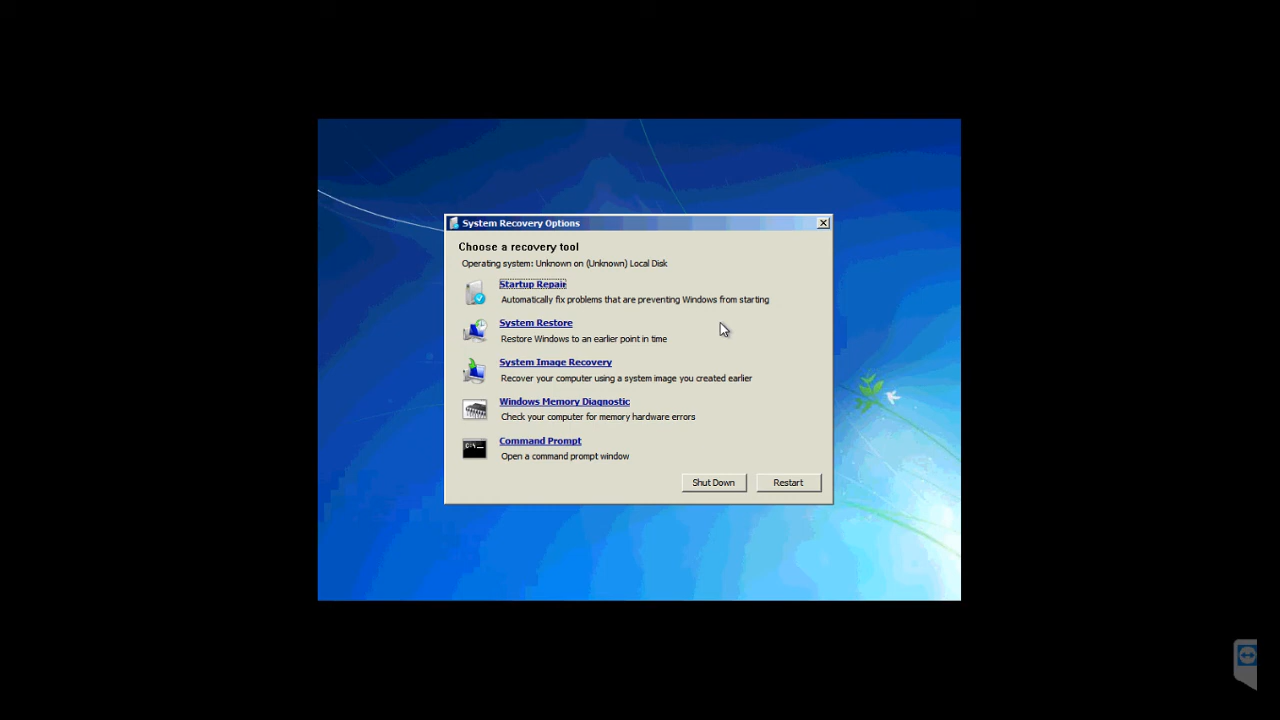 System Recovery Options
Choose a recovery tool
Operating system: Unknown on (Unknown) Local Disk
Startup Repair
Automatically fix problems that are preventing Windows from starting
System Restore
Restore Windows to an earlier point in time
System Image Recovery
Recover your computer using a system image you created earlier
Windows Memory Diagnostic
Check your computer for memory hardware errors
Command Prompt
Open a command prompt window
Shut Down Restart